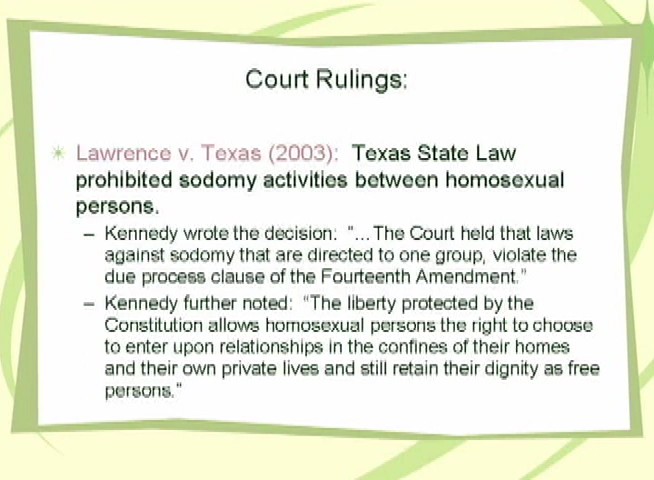 Court Rulings:
Lawrence v. Texas (2003): Texas State Law
prohibited sodomy activities between homosexual
persons.
– Kennedy wrote the decision: "...The Court held that laws
against sodomy that are directed to one group, violate the
due process clause of the Fourteenth Amendment."
– Kennedy further noted: "The liberty protected by the
Constitution allows homosexual persons the right to choose
to enter upon relationships in the confines of their homes
and their own private lives and still retain their dignity as free
persons."